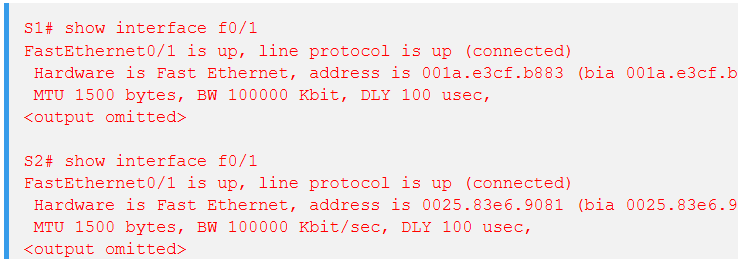 S1# show interface f0/1
FastEthernet0/1 is up, line protocol is up (connected)
Hardware is Fast Ethernet, address is 001a.e3cf.b883 (bia 001a.e3cf.b
MTU 1500 bytes, BW 100000 Kbit, DLY 100 usec,
<output omitted>
S2# show interface f0/1
FastEthernet0/1 is up, line protocol is up (connected)
Hardware is Fast Ethernet, address is 0025.83e6.9081 (bia 0025.83e6.9
MTU 1500 bytes, BW 100000 Kbit/sec, DLY 100 usec,
<output omitted>